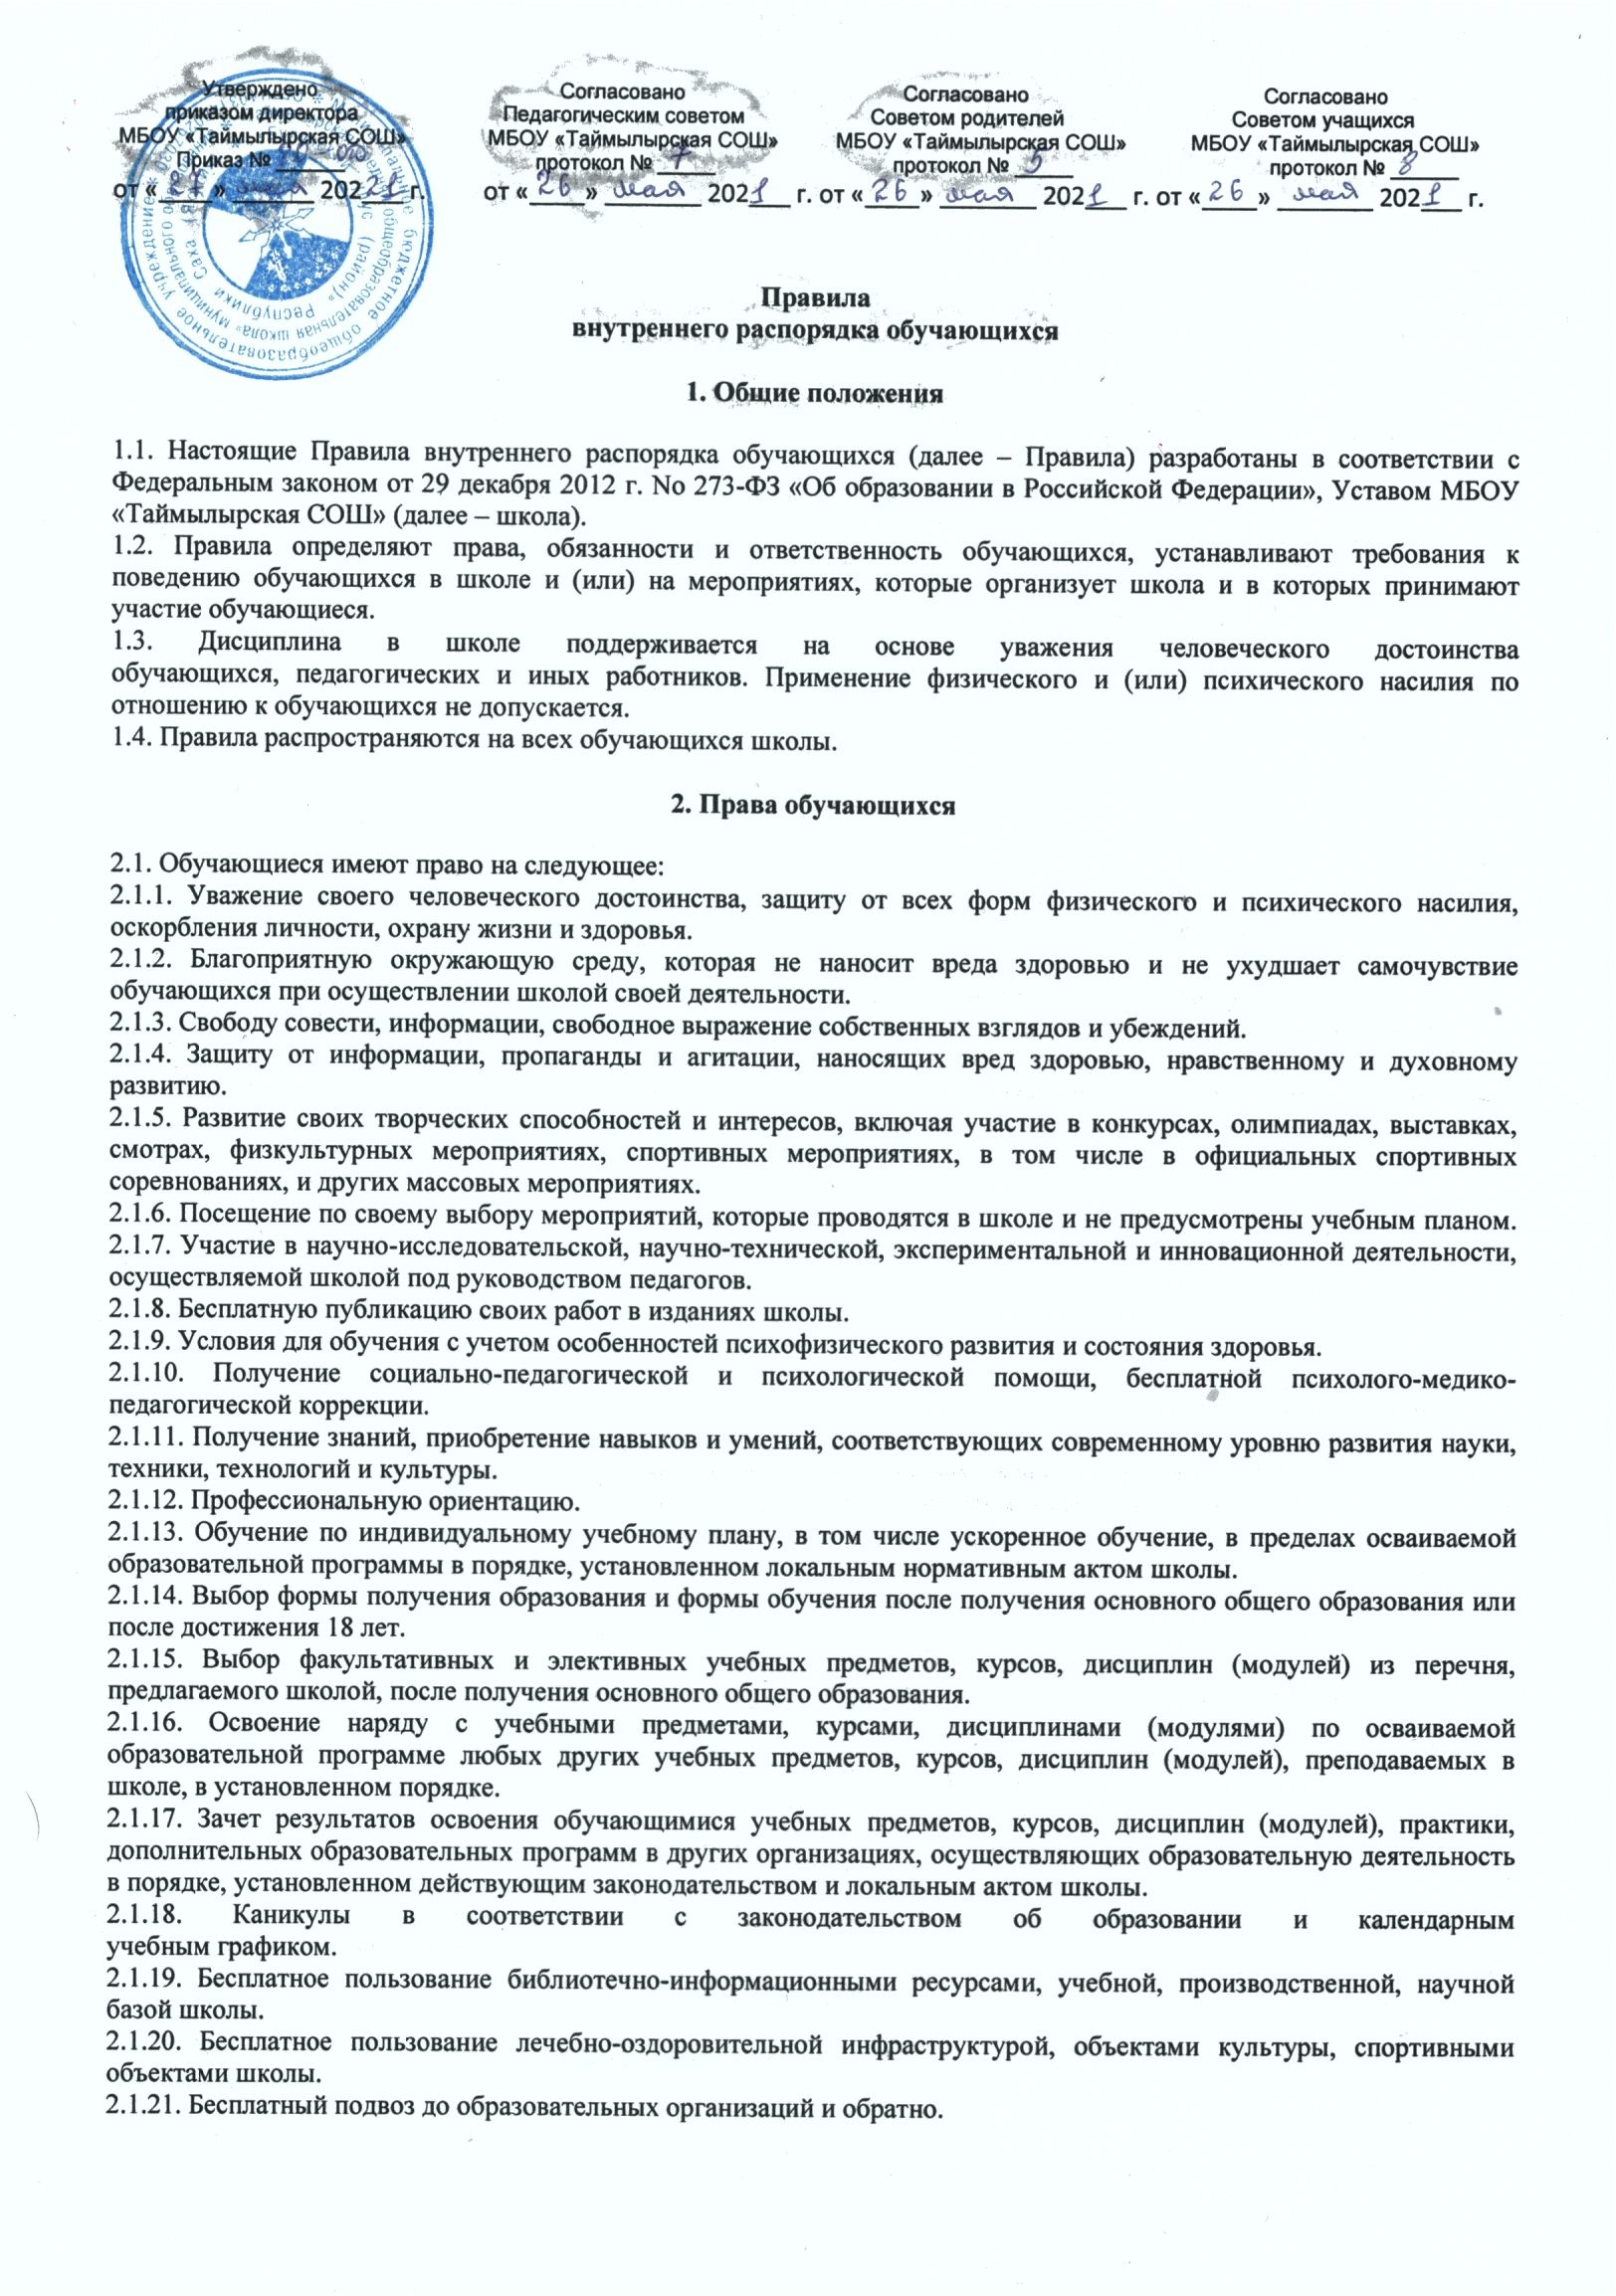 Утверждено
приказом директора
МБОУ «Таймылырская СОШ»
Приказ №
от « » мая 2021 г.
Согласовано
Педагогическим советом
МБОУ «Таймылырская СОШ»
протокол № 7
от «26» мая 2021 г.
Согласовано
Советом родителей
МБОУ «Таймылырская СОШ»
протокол № 5
от «26» мая 2021 г.
Согласовано
Советом учащихся
МБОУ «Таймылырская СОШ»
протокол № 8
от «26» мая 2021 г.
Правила
внутреннего распорядка обучающихся
1. Общие положения
1.1. Настоящие Правила внутреннего распорядка обучающихся (далее – Правила) разработаны в соответствии с
Федеральным законом от 29 декабря 2012 г. No 273-ФЗ «Об образовании в Российской Федерации», Уставом МБОУ
«Таймылырская СОШ» (далее – школа).
1.2. Правила определяют права, обязанности и ответственность обучающихся, устанавливают требования к
поведению обучающихся в школе и (или) на мероприятиях, которые организует школа и в которых принимают
участие обучающиеся.
1.3. Дисциплина в школе поддерживается на основе уважения человеческого достоинства
обучающихся, педагогических и иных работников. Применение физического и (или) психического насилия по
отношению к обучающихся не допускается.
1.4. Правила распространяются на всех обучающихся школы.
2. Права обучающихся
2.1. Обучающиеся имеют право на следующее:
2.1.1. Уважение своего человеческого достоинства, защиту от всех форм физического и психического насилия,
оскорбления личности, охрану жизни и здоровья.
2.1.2. Благоприятную окружающую среду, которая не наносит вреда здоровью и не ухудшает самочувствие
обучающихся при осуществлении школой своей деятельности.
2.1.3. Свободу совести, информации, свободное выражение собственных взглядов и убеждений.
2.1.4. Защиту от информации, пропаганды и агитации, наносящих вред здоровью, нравственному и духовному
развитию.
2.1.5. Развитие своих творческих способностей и интересов, включая участие в конкурсах, олимпиадах, выставках,
смотрах, физкультурных мероприятиях, спортивных мероприятиях, в том числе в официальных спортивных
соревнованиях, и других массовых мероприятиях.
2.1.6. Посещение по своему выбору мероприятий, которые проводятся в школе и не предусмотрены учебным планом.
2.1.7. Участие в научно-исследовательской, научно-технической, экспериментальной и инновационной деятельности,
осуществляемой школой под руководством педагогов.
2.1.8. Бесплатную публикацию своих работ в изданиях школы.
2.1.9. Условия для обучения с учетом особенностей психофизического развития и состояния здоровья.
2.1.10. Получение социально-педагогической и психологической помощи, бесплатной психолого-медико-
педагогической коррекции.
2.1.11. Получение знаний, приобретение навыков и умений, соответствующих современному уровню развития науки,
техники, технологий и культуры.
2.1.12. Профессиональную ориентацию.
2.1.13. Обучение по индивидуальному учебному плану, в том числе ускоренное обучение, в пределах осваиваемой
образовательной программы в порядке, установленном локальным нормативным актом школы.
2.1.14. Выбор формы получения образования и формы обучения после получения основного общего образования или
после достижения 18 лет.
2.1.15. Выбор факультативных и элективных учебных предметов, курсов, дисциплин (модулей) из перечня,
предлагаемого школой, после получения основного общего образования.
2.1.16. Освоение наряду с учебными предметами, курсами, дисциплинами (модулями) по осваиваемой
образовательной программе любых других учебных предметов, курсов, дисциплин (модулей), преподаваемых в
школе, в установленном порядке.
2.1.17. Зачет результатов освоения обучающимися учебных предметов, курсов, дисциплин (модулей), практики,
дополнительных образовательных программ в других организациях, осуществляющих образовательную деятельность
в порядке, установленном действующим законодательством и локальным актом школы.
2.1.18. Каникулы в соответствии с законодательством об образовании и календарным
учебным графиком.
2.1.19. Бесплатное пользование библиотечно-информационными ресурсами, учебной, производственной, научной
базой школы.
2.1.20. Бесплатное пользование лечебно-оздоровительной инфраструктурой, объектами культуры, спортивными
объектами школы.
2.1.21. Бесплатный подвоз до образовательных организаций и обратно.